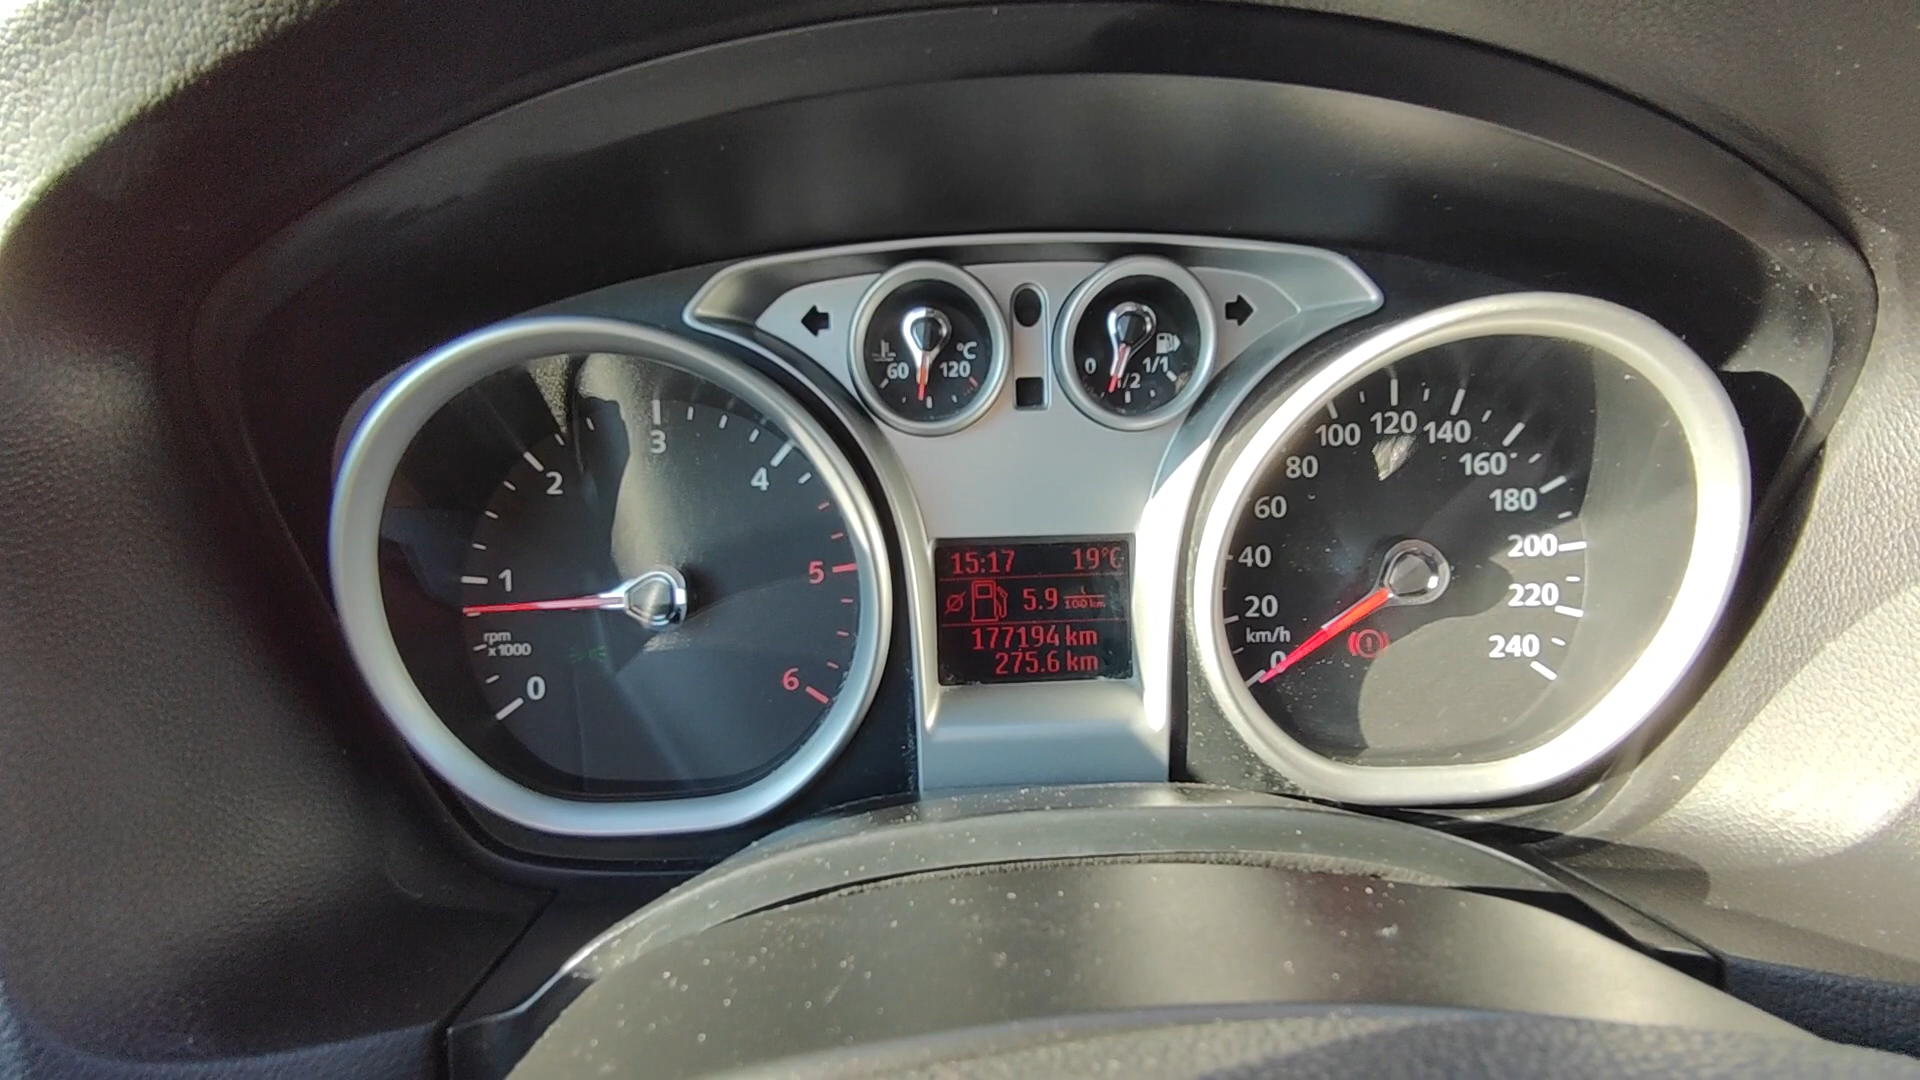 60 °C 120
0 1/2 1/1
0 1 2 3 4 5 6
rpm
x1000
15:17 19°C
5.9 L/100 km
177194 km
275.6 km
0 20 40 60 80 100 120 140 160 180 200 220 240
km/h